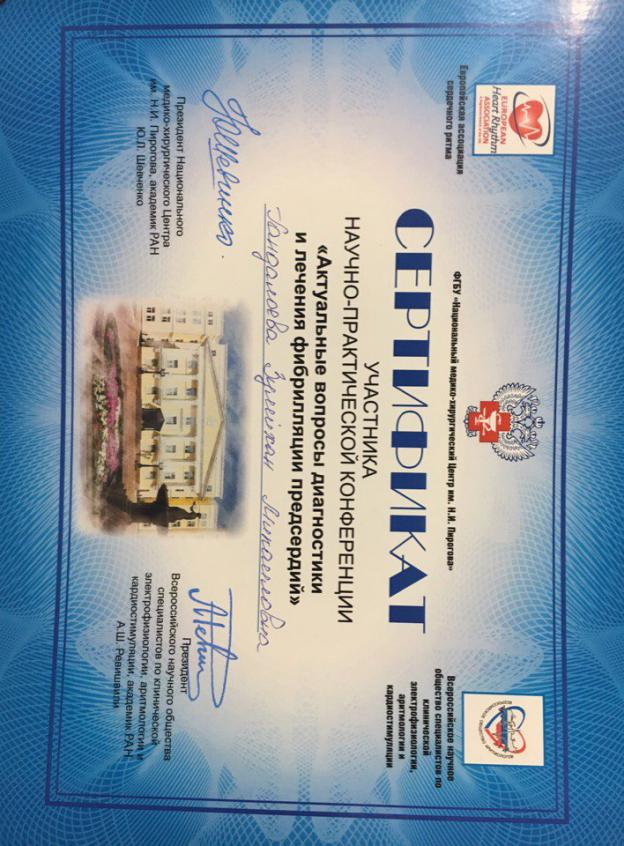 EUROPEAN
Heart Rhythm
ASSOCIATION
Европейская ассоциация
сердечного ритма
ФГБУ «Национальный медико-хирургический Центр им. Н.И. Пирогова»
Всероссийское научное
общество специалистов по
клинической
электрофизиологии,
аритмологии и
кардиостимуляции
СЕРТИФИКАТ
УЧАСТНИКА
НАУЧНО-ПРАКТИЧЕСКОЙ КОНФЕРЕНЦИИ
«Актуальные вопросы диагностики
и лечения фибрилляции предсердий»
Гандалоева Зулейхан Микаиловна
Президент Национального
медико-хирургического Центра
им. Н.И. Пирогова, академик РАН
Ю.Л. Шевченко
Президент
Всероссийского научного общества
специалистов по клинической
электрофизиологии, аритмологии и
кардиостимуляции, академик РАН
А.Ш. Ревишвили